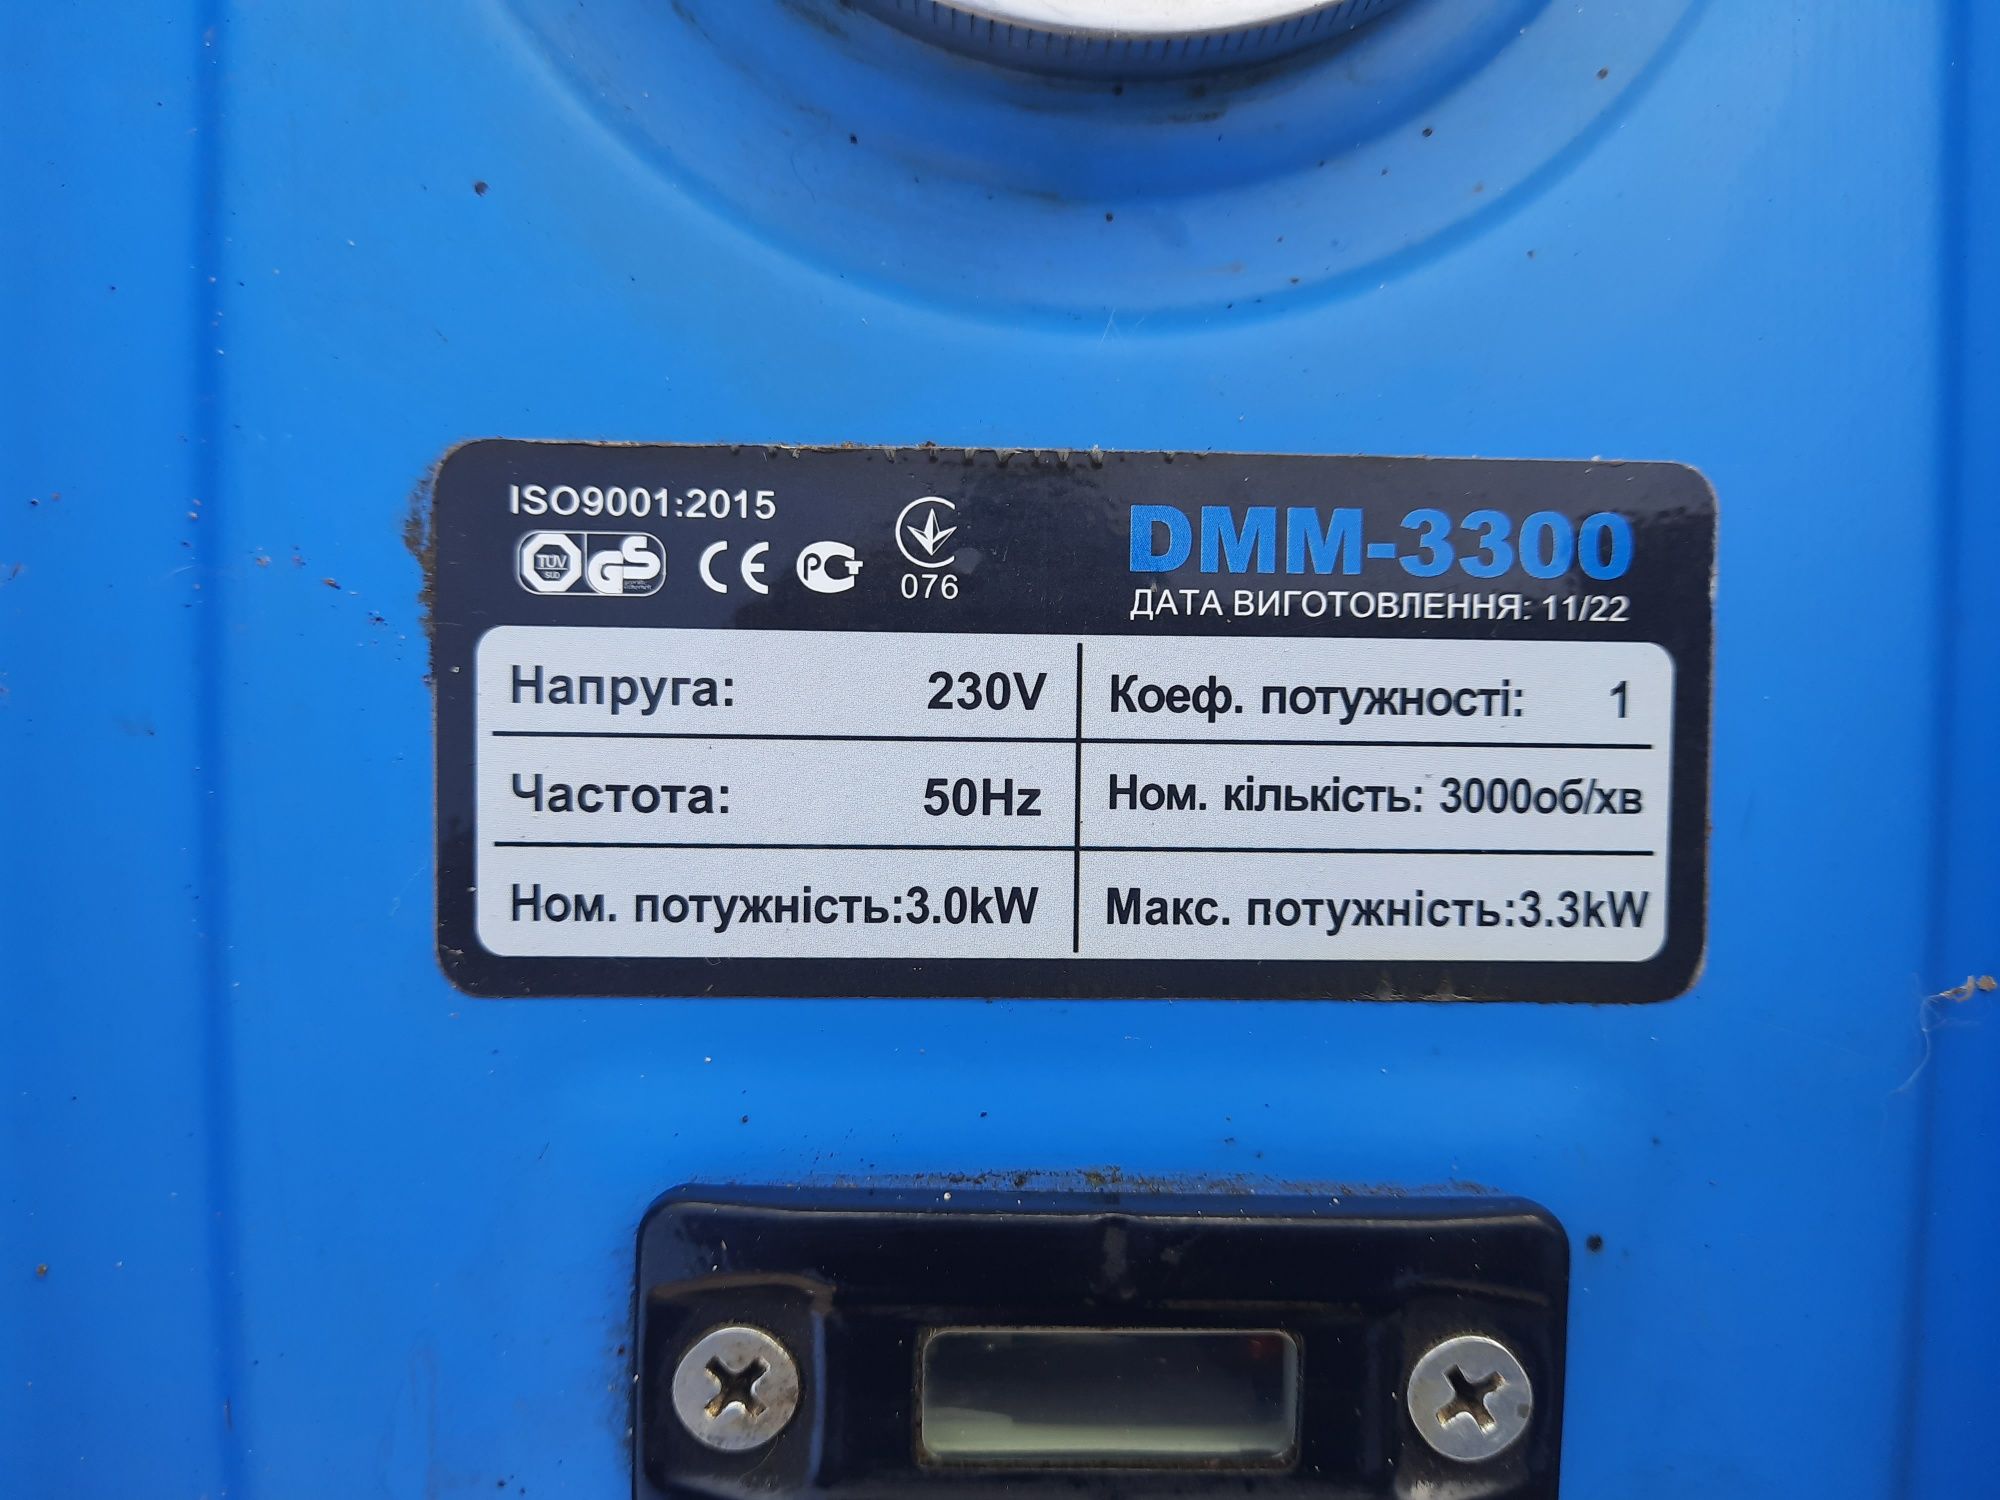 ISO9001:2015
TÜV SÜD GS CE РСТ 076
DMM-3300
ДАТА ВИГОТОВЛЕННЯ: 11/22
Напруга: 230V
Коеф. потужності: 1
Частота: 50Hz
Ном. кількість: 3000об/хв
Ном. потужність:3.0kW
Макс. потужність:3.3kW